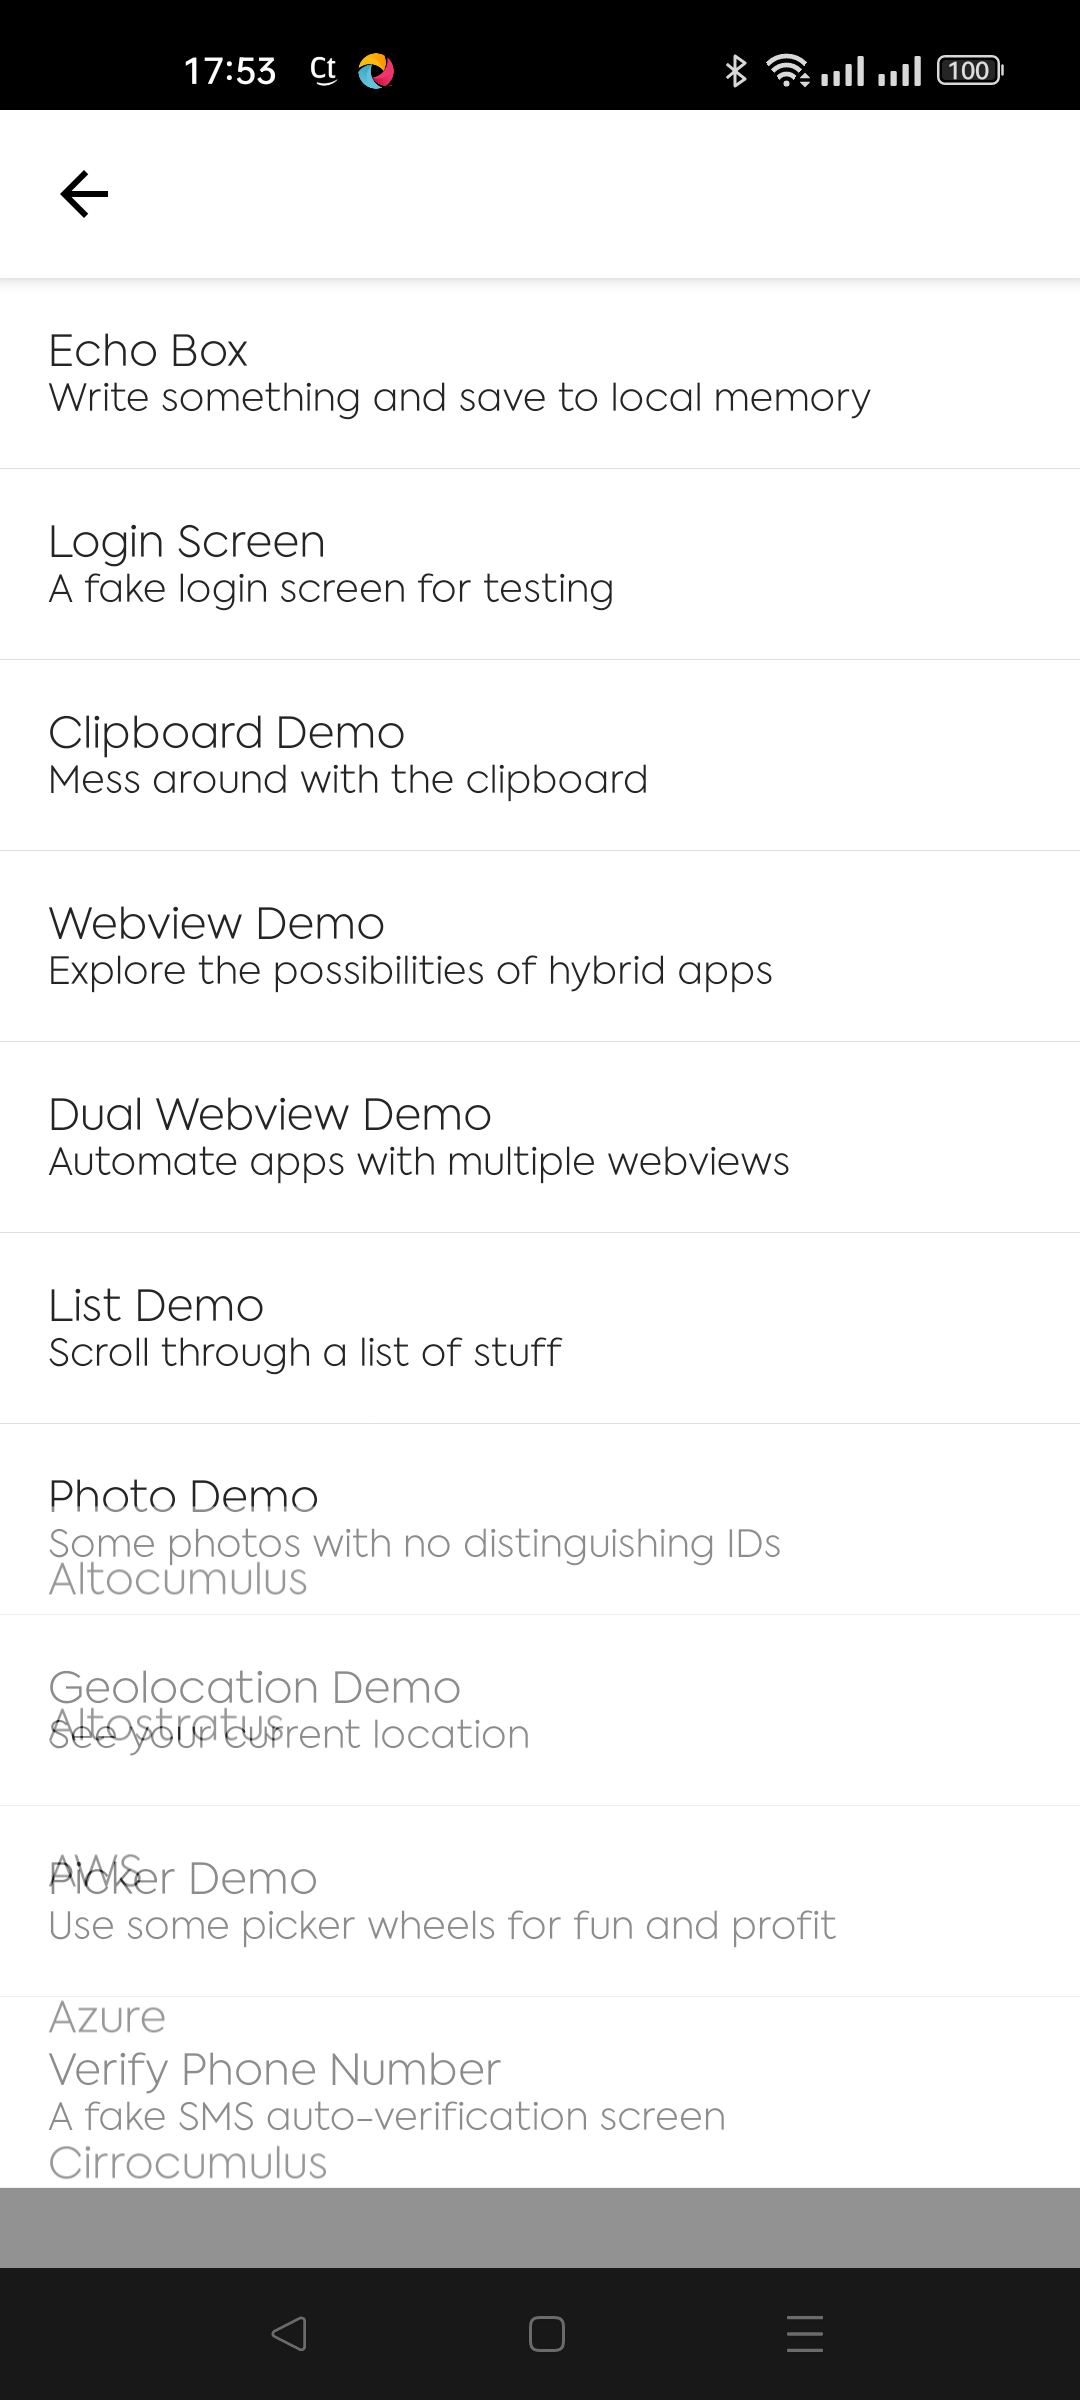 17:53 Ct 100
Echo Box
Write something and save to local memory
Login Screen
A fake login screen for testing
Clipboard Demo
Mess around with the clipboard
Webview Demo
Explore the possibilities of hybrid apps
Dual Webview Demo
Automate apps with multiple webviews
List Demo
Scroll through a list of stuff
Photo Demo
Some photos with no distinguishing IDs
Altocumulus
Geolocation Demo
Altostratus
See your current location
AWS
Picker Demo
Use some picker wheels for fun and profit
Azure
Verify Phone Number
A fake SMS auto-verification screen
Cirrocumulus